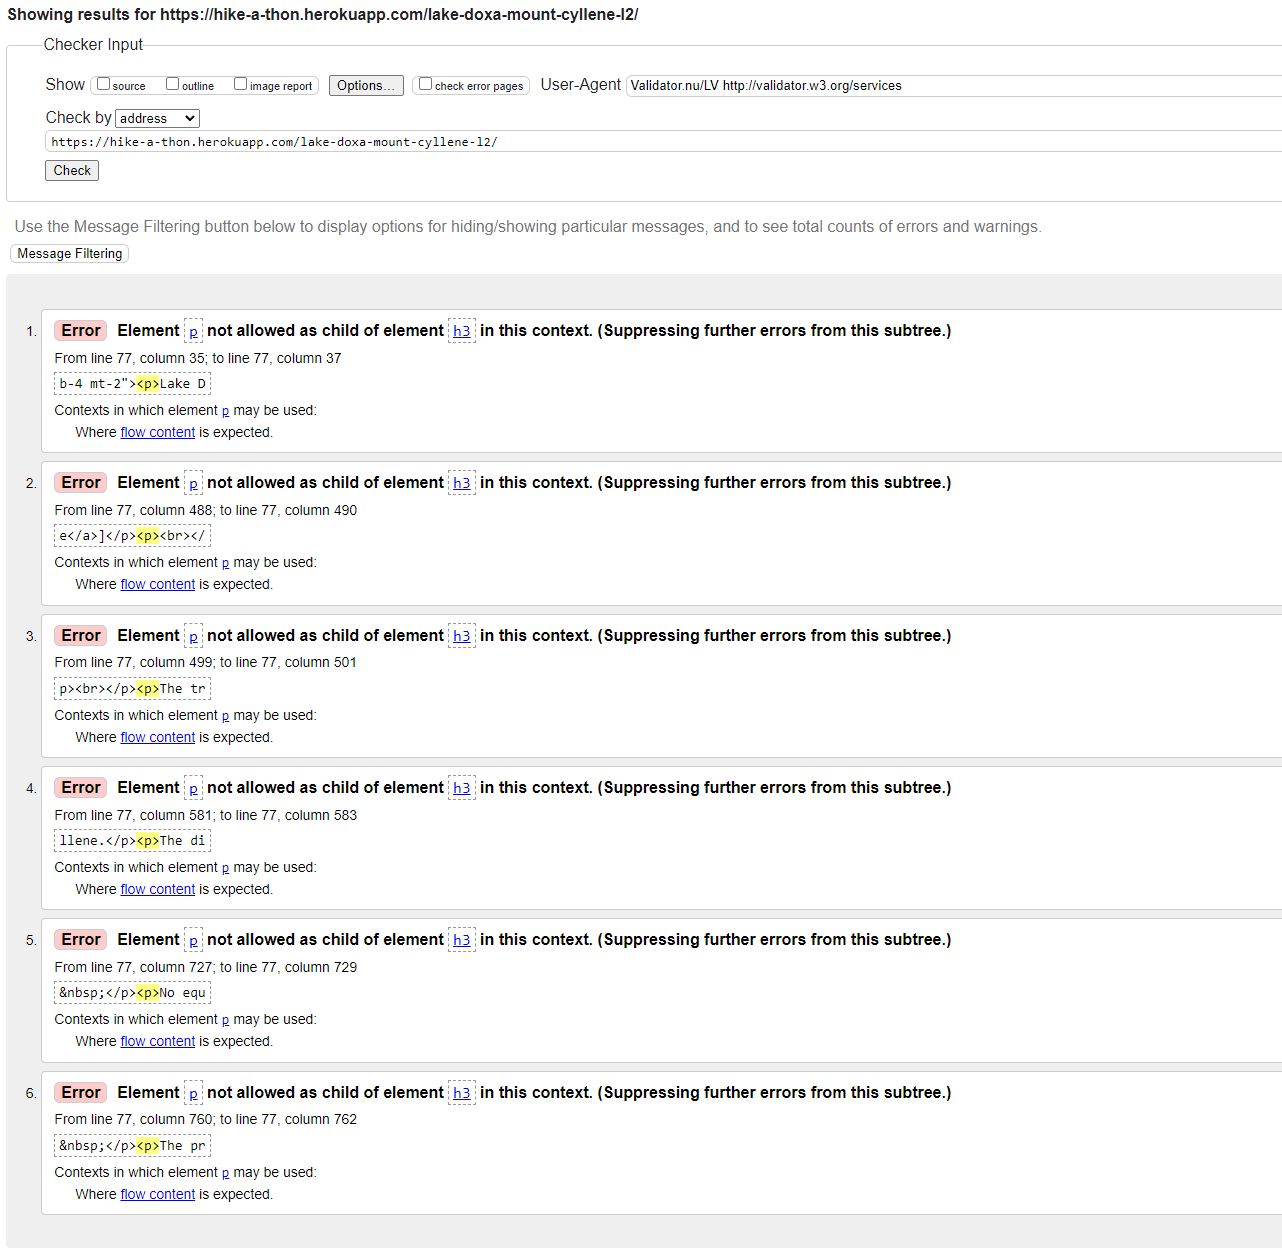 Showing results for https://hike-a-thon.herokuapp.com/lake-doxa-mount-cyllene-l2/
Checker Input
Show source outline image report Options... check error pages User-Agent Validator.nu/LV http://validator.w3.org/services
Check by address
https://hike-a-thon.herokuapp.com/lake-doxa-mount-cyllene-l2/
Check
Use the Message Filtering button below to display options for hiding/showing particular messages, and to see total counts of errors and warnings.
Message Filtering
1. Error Element p not allowed as child of element h3 in this context. (Suppressing further errors from this subtree.)
From line 77, column 35; to line 77, column 37
b-4 mt-2"><p>Lake D
Contexts in which element p may be used:
Where flow content is expected.
2. Error Element p not allowed as child of element h3 in this context. (Suppressing further errors from this subtree.)
From line 77, column 488; to line 77, column 490
e</a>]</p><p><br></
Contexts in which element p may be used:
Where flow content is expected.
3. Error Element p not allowed as child of element h3 in this context. (Suppressing further errors from this subtree.)
From line 77, column 499; to line 77, column 501
p><br></p><p>The tr
Contexts in which element p may be used:
Where flow content is expected.
4. Error Element p not allowed as child of element h3 in this context. (Suppressing further errors from this subtree.)
From line 77, column 581; to line 77, column 583
llene.</p><p>The di
Contexts in which element p may be used:
Where flow content is expected.
5. Error Element p not allowed as child of element h3 in this context. (Suppressing further errors from this subtree.)
From line 77, column 727; to line 77, column 729
&nbsp;</p><p>No equ
Contexts in which element p may be used:
Where flow content is expected.
6. Error Element p not allowed as child of element h3 in this context. (Suppressing further errors from this subtree.)
From line 77, column 760; to line 77, column 762
&nbsp;</p><p>The pr
Contexts in which element p may be used:
Where flow content is expected.